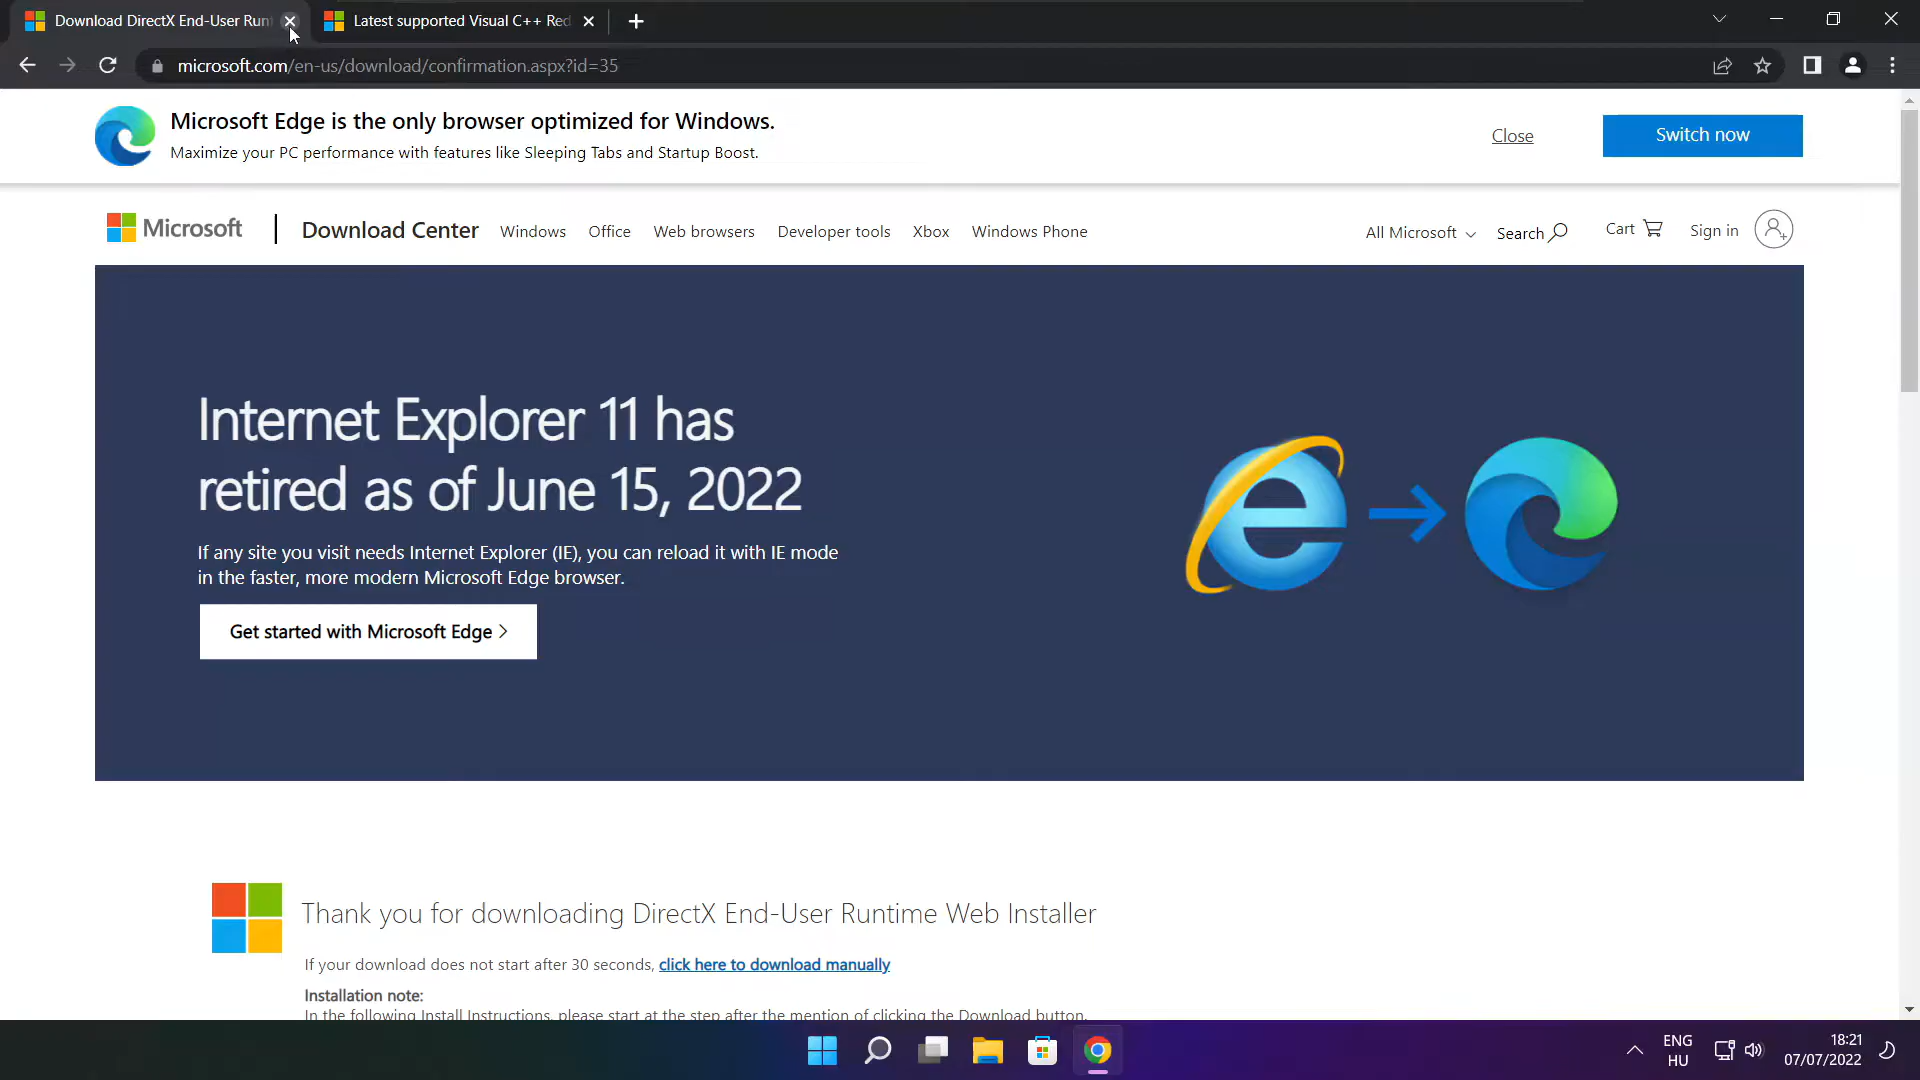 Download DirectX End-User Run
Latest supported Visual C++ Red
microsoft.com/en-us/download/confirmation.aspx?id=35
Microsoft Edge is the only browser optimized for Windows.
Maximize your PC performance with features like Sleeping Tabs and Startup Boost.
Close
Switch now
Microsoft
Download Center
Windows
Office
Web browsers
Developer tools
Xbox
Windows Phone
All Microsoft
Search
Cart
Sign in
Internet Explorer 11 has
retired as of June 15, 2022
If any site you visit needs Internet Explorer (IE), you can reload it with IE mode
in the faster, more modern Microsoft Edge browser.
Get started with Microsoft Edge
Thank you for downloading DirectX End-User Runtime Web Installer
If your download does not start after 30 seconds, click here to download manually
Installation note:
In the following Install Instructions, please start at the step after the mention of clicking the Download button.
ENG
HU
18:21
07/07/2022